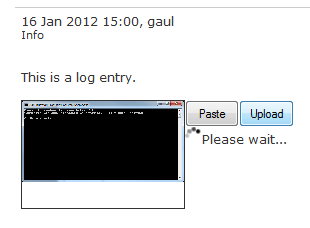 16 Jan 2012 15:00, gaul
Info
This is a log entry.
Paste
Upload
Please wait...